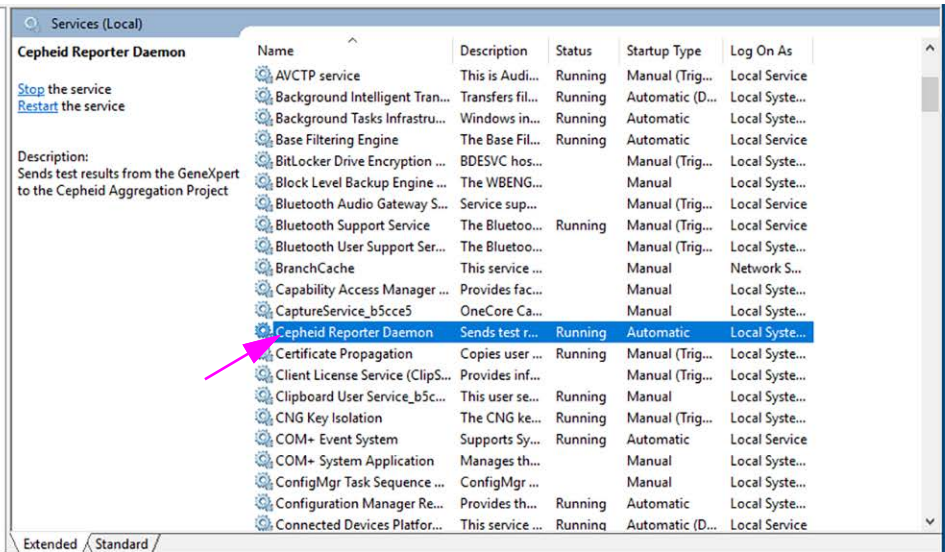 Services (Local)
Cepheid Reporter Daemon
Stop the service
Restart the service
Description:
Sends test results from the GeneXpert
to the Cepheid Aggregation Project
Name Description Status Startup Type Log On As
AVCTP service This is Audi... Running Manual (Trig... Local Service
Background Intelligent Tran... Transfers fil... Running Automatic (D... Local Syste...
Background Tasks Infrastru... Windows in... Running Automatic Local Syste...
Base Filtering Engine The Base Fil... Running Automatic Local Service
BitLocker Drive Encryption ... BDESVC hos... Manual (Trig... Local Syste...
Block Level Backup Engine ... The WBENG... Manual Local Syste...
Bluetooth Audio Gateway S... Service sup... Manual (Trig... Local Service
Bluetooth Support Service The Bluetoo... Running Manual (Trig... Local Service
Bluetooth User Support Ser... The Bluetoo... Manual (Trig... Local Syste...
BranchCache This service ... Manual Network S...
Capability Access Manager ... Provides fac... Manual Local Syste...
CaptureService_b5cce5 OneCore Ca... Manual Local Syste...
Cepheid Reporter Daemon Sends test r... Running Automatic Local Syste...
Certificate Propagation Copies user ... Running Manual (Trig... Local Syste...
Client License Service (ClipS... Provides inf... Manual (Trig... Local Syste...
Clipboard User Service_b5c... This user se... Running Manual Local Syste...
CNG Key Isolation The CNG ke... Running Manual (Trig... Local Syste...
COM+ Event System Supports Sy... Running Automatic Local Service
COM+ System Application Manages th... Manual Local Syste...
ConfigMgr Task Sequence ... ConfigMgr ... Manual Local Syste...
Configuration Manager Re... Provides th... Running Automatic Local Syste...
Connected Devices Platfor... This service ... Running Automatic (D... Local Service
Extended Standard